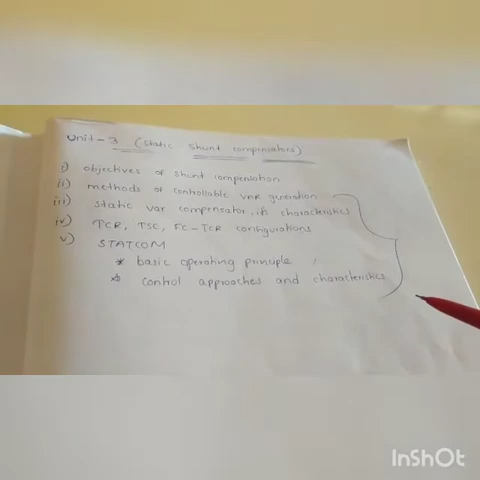 Unit-3 (static shunt compensators)
i) objectives of shunt compensation
ii) methods of controllable VAR generation
iii) static var compensator, its characteristics
iv) TCR, TSC, FC-TCR configurations
v) STATCOM
* basic operating principle
* control approaches and characteristics
InShOt